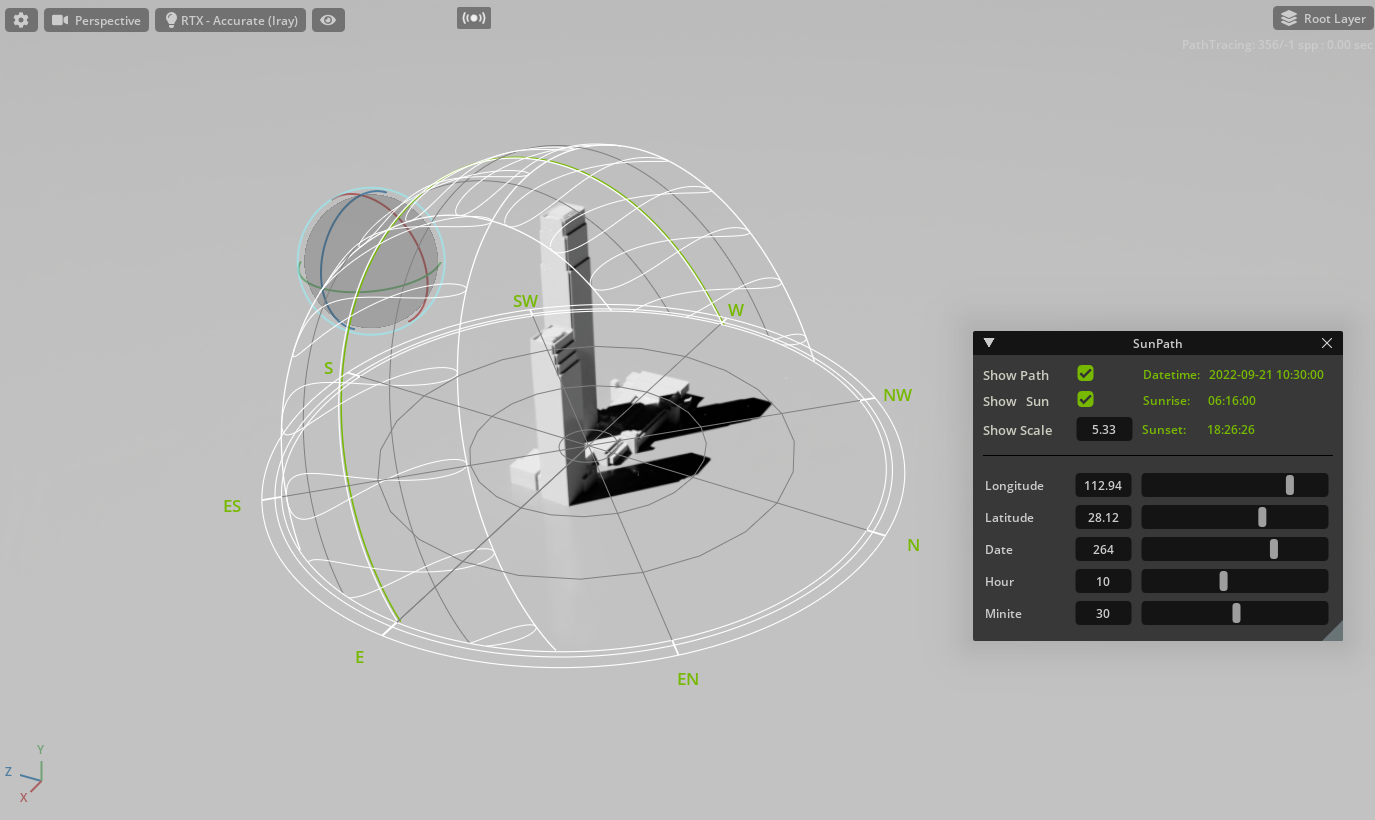 Perspective
RTX - Accurate (Iray)
Root Layer
PathTracing: 356/-1 spp · 0.00 sec
SW
W
S
NW
ES
N
E
EN
SunPath
Show Path
Datetime: 2022-09-21 10:30:00
Show Sun
Sunrise: 06:16:00
Show Scale 5.33
Sunset: 18:26:26
Longitude 112.94
Latitude 28.12
Date 264
Hour 10
Minite 30
Y
Z
X